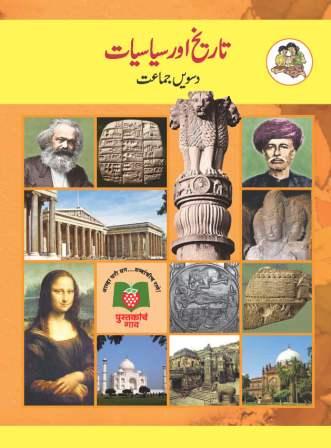 تاریخ اور سیاسیات
دسویں جماعت
पुस्तकांचं
गाव